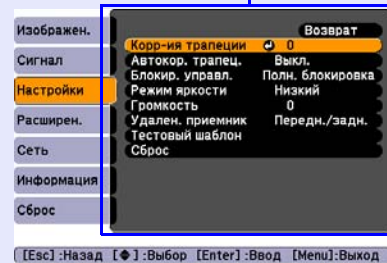 Изображен.
Сигнал
Настройки
Расширен.
Сеть
Информация
Сброс
Возврат
Корр-ия трапеции 0
Автокор. трапец. Выкл.
Блокир. управл. Полн. блокировка
Режим яркости Низкий
Громкость 0
Удален. приемник Передн./задн.
Тестовый шаблон
Сброс
[Esc] :Назад [◆] :Выбор [Enter] :Ввод [Menu]:Выход